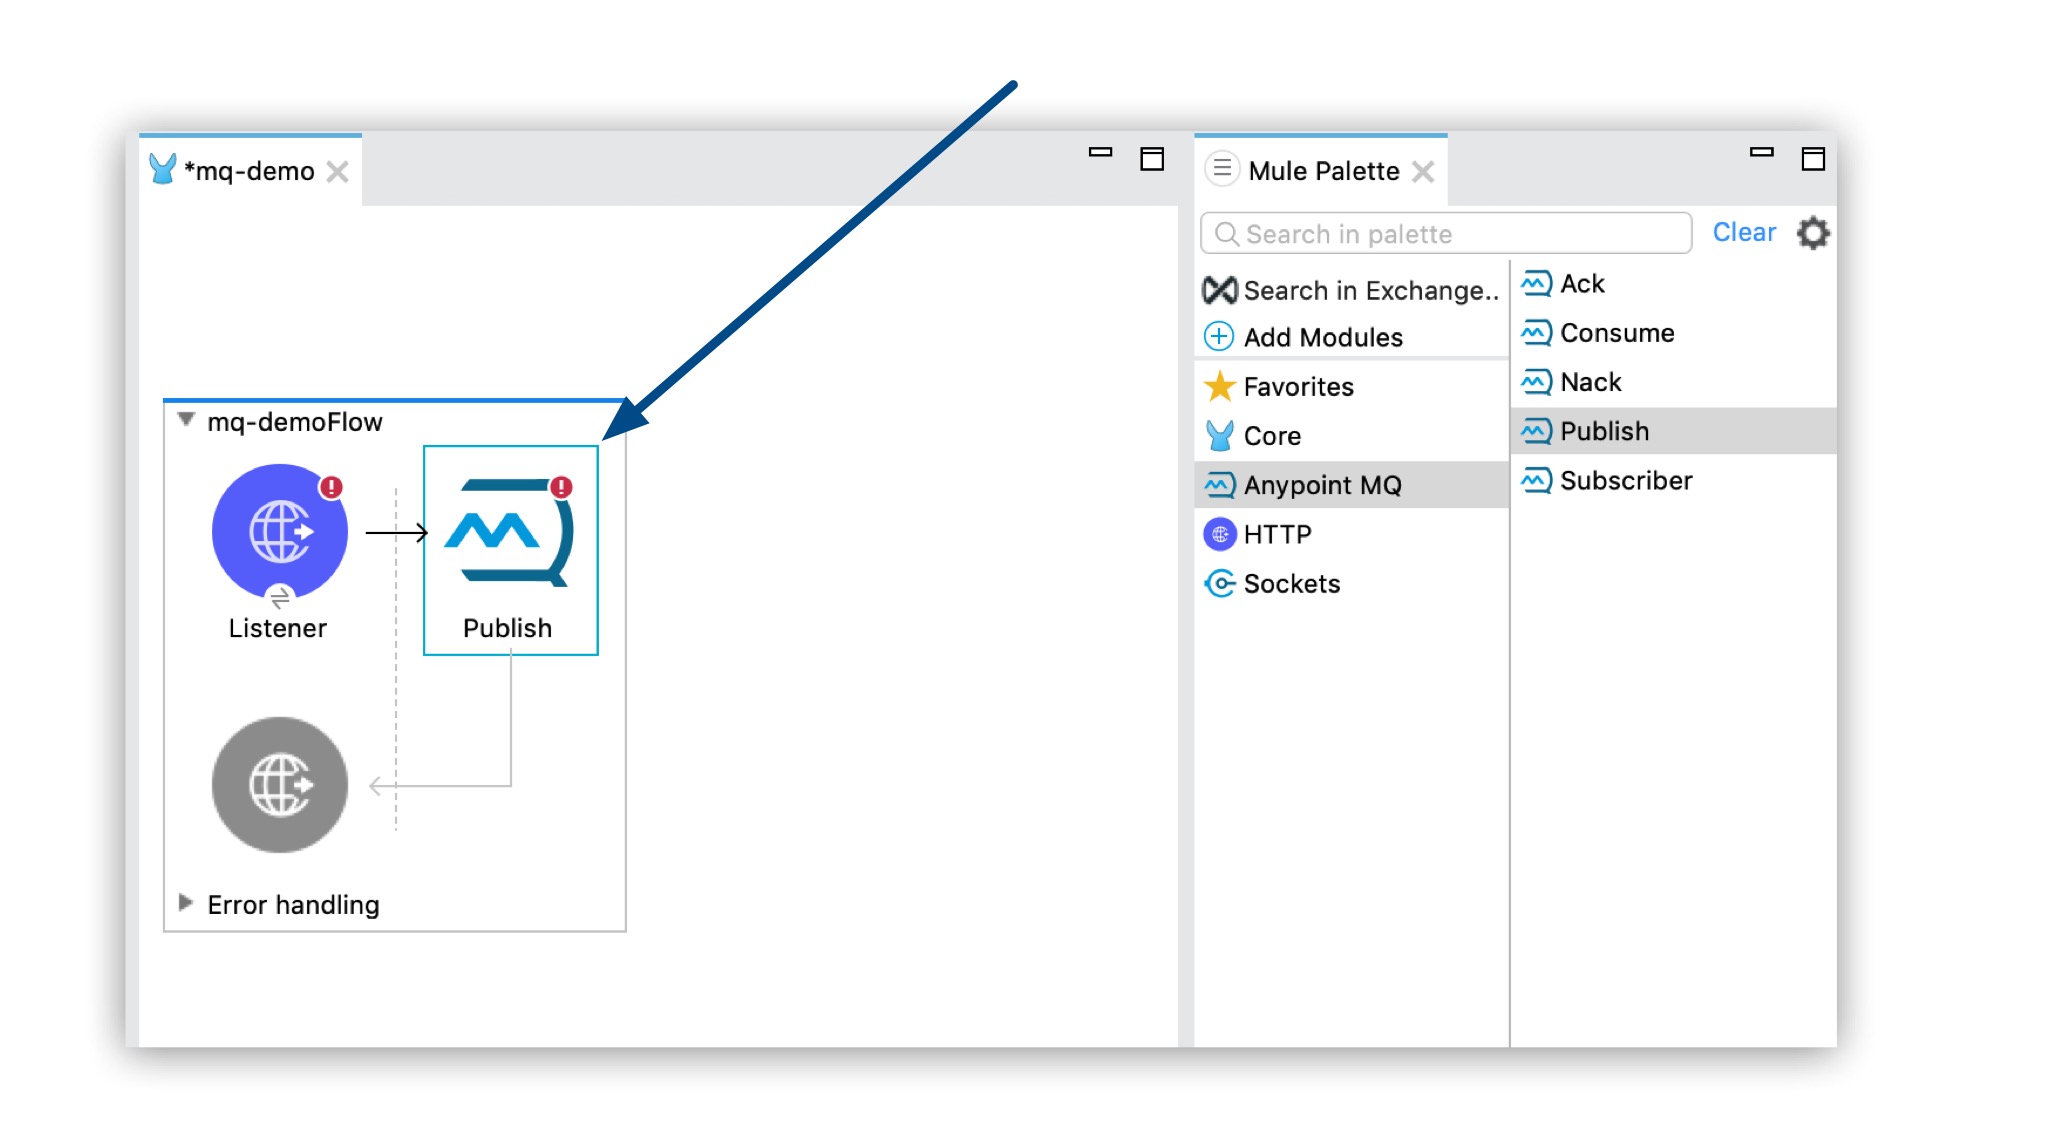 *mq-demo
mq-demoFlow
Listener
Publish
Error handling
Mule Palette
Search in palette
Clear
Search in Exchange..
Add Modules
Favorites
Core
Anypoint MQ
HTTP
Sockets
Ack
Consume
Nack
Publish
Subscriber